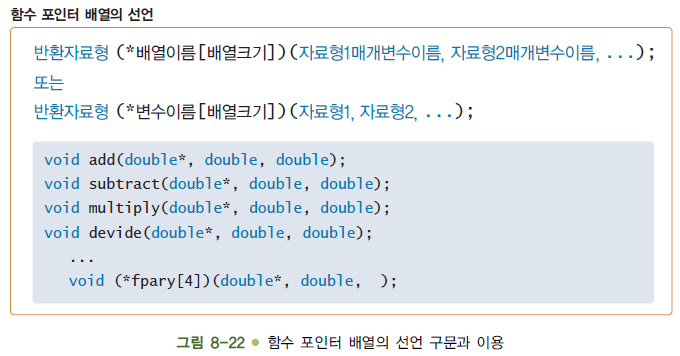 함수 포인터 배열의 선언
반환자료형 (*배열이름[배열크기])(자료형1매개변수이름, 자료형2매개변수이름, ...);
또는
반환자료형 (*변수이름[배열크기])(자료형1, 자료형2, ...);
void add(double*, double, double);
void subtract(double*, double, double);
void multiply(double*, double, double);
void devide(double*, double, double);
...
void (*fpary[4])(double*, double,  );
그림 8-22 ● 함수 포인터 배열의 선언 구문과 이용